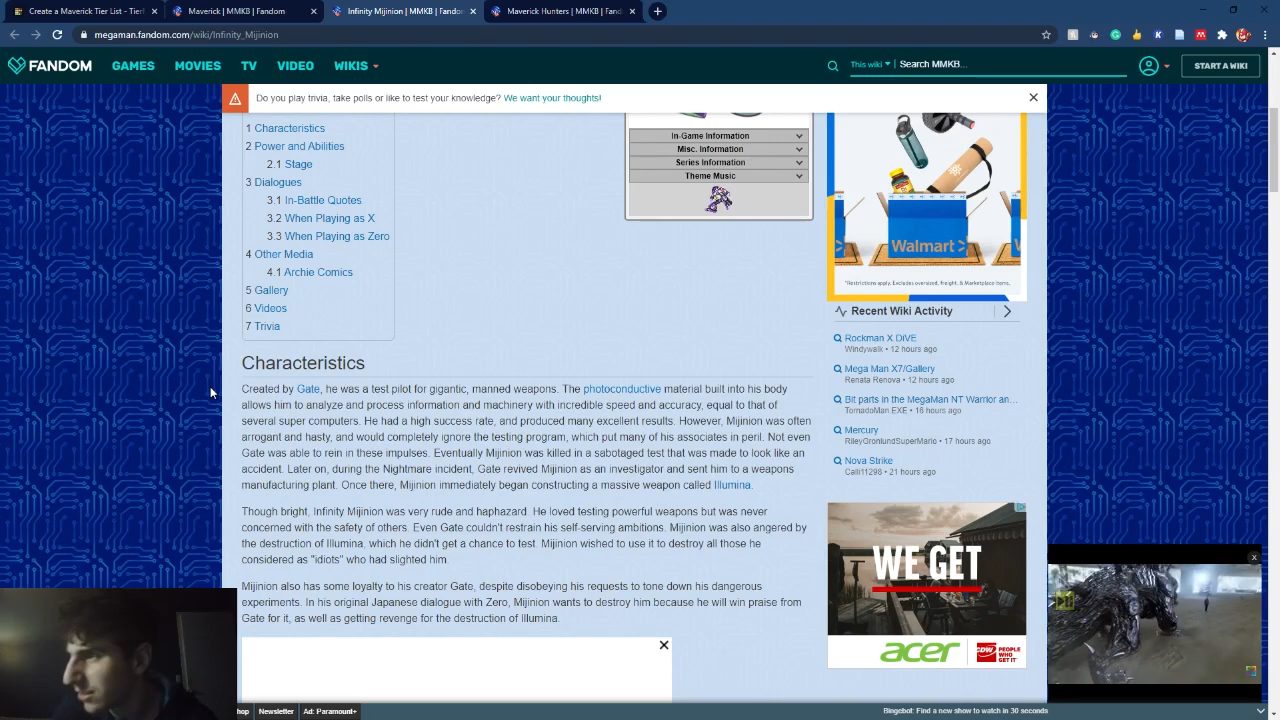 Create a Maverick Tier List - TierI
Maverick | MMKB | Fandom
Infinity Mijinion | MMKB | Fand
Maverick Hunters | MMKB | Fand
megaman.fandom.com/wiki/Infinity_Mijinion
FANDOM GAMES MOVIES TV VIDEO WIKIS
This wiki Search MMKB... START A WIKI
Do you play trivia, take polls or like to test your knowledge? We want your thoughts!
1 Characteristics
2 Power and Abilities
2.1 Stage
3 Dialogues
3.1 In-Battle Quotes
3.2 When Playing as X
3.3 When Playing as Zero
4 Other Media
4.1 Archie Comics
5 Gallery
6 Videos
7 Trivia
In-Game Information
Misc. Information
Series Information
Theme Music
Characteristics
Created by Gate, he was a test pilot for gigantic, manned weapons. The photoconductive material built into his body
allows him to analyze and process information and machinery with incredible speed and accuracy, equal to that of
several super computers. He had a high success rate, and produced many excellent results. However, Mijinion was often
arrogant and hasty, and would completely ignore the testing program, which put many of his associates in peril. Not even
Gate was able to rein in these impulses. Eventually Mijinion was killed in a sabotaged test that was made to look like an
accident. Later on, during the Nightmare incident, Gate revived Mijinion as an investigator and sent him to a weapons
manufacturing plant. Once there, Mijinion immediately began constructing a massive weapon called Illumina.
Though bright, Infinity Mijinion was very rude and haphazard. He loved testing powerful weapons but was never
concerned with the safety of others. Even Gate couldn't restrain his self-serving ambitions. Mijinion was also angered by
the destruction of Illumina, which he didn't get a chance to test. Mijinion wished to use it to destroy all those he
considered as "idiots" who had slighted him.
Mijinion also has some loyalty to his creator Gate, despite disobeying his requests to tone down his dangerous
experiments. In his original Japanese dialogue with Zero, Mijinion wants to destroy him because he will win praise from
Gate for it, as well as getting revenge for the destruction of Illumina.
Walmart
*Restrictions apply. Excludes oversized, freight, & Marketplace items.
Recent Wiki Activity
Rockman X DiVE
Windywalk • 12 hours ago
Mega Man X7/Gallery
Renata Renova • 12 hours ago
Bit parts in the MegaMan NT Warrior an...
TornadoMan.EXE • 16 hours ago
Mercury
RileyGronlundSuperMario • 17 hours ago
Nova Strike
Calli11298 • 21 hours ago
WE GET
acer CDW PEOPLE WHO GET IT
x
hop Newsletter Ad: Paramount+
Bingebot: Find a new show to watch in 30 seconds